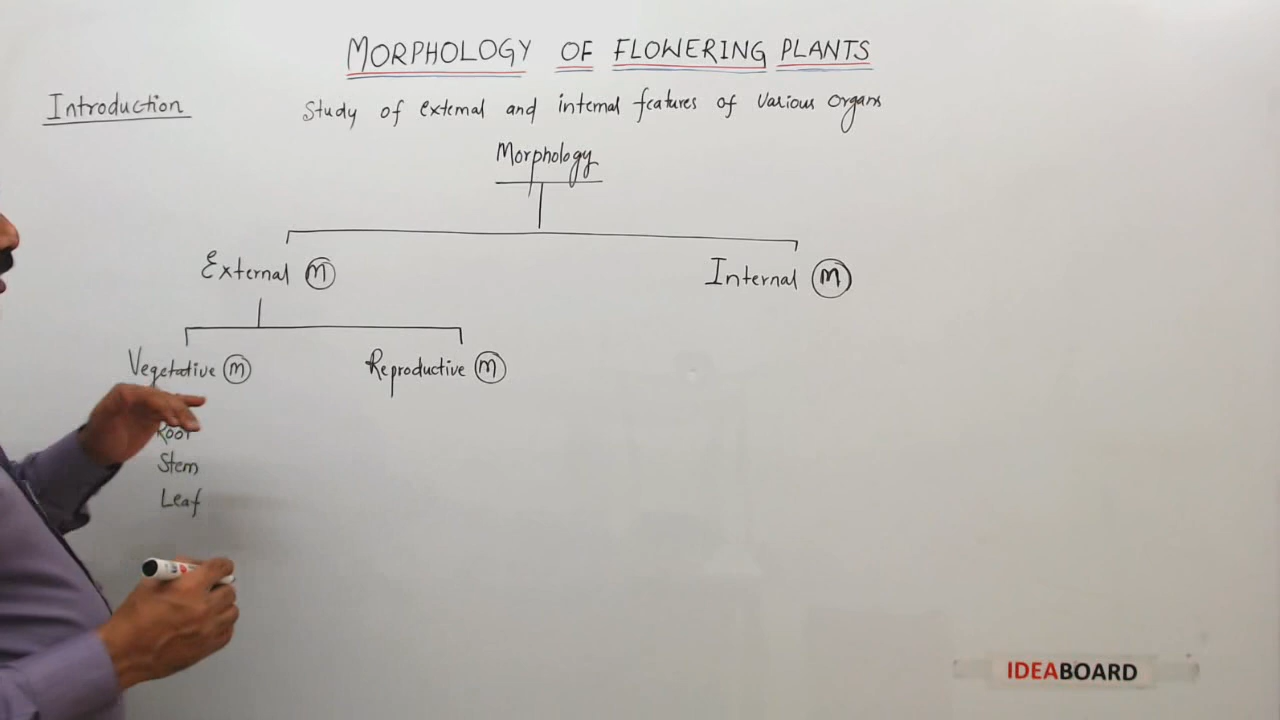 MORPHOLOGY OF FLOWERING PLANTS
Introduction
Study of external and internal features of various organs
Morphology
External M
Internal M
Vegetative M
Reproductive M
Root
Stem
Leaf
IDEABOARD